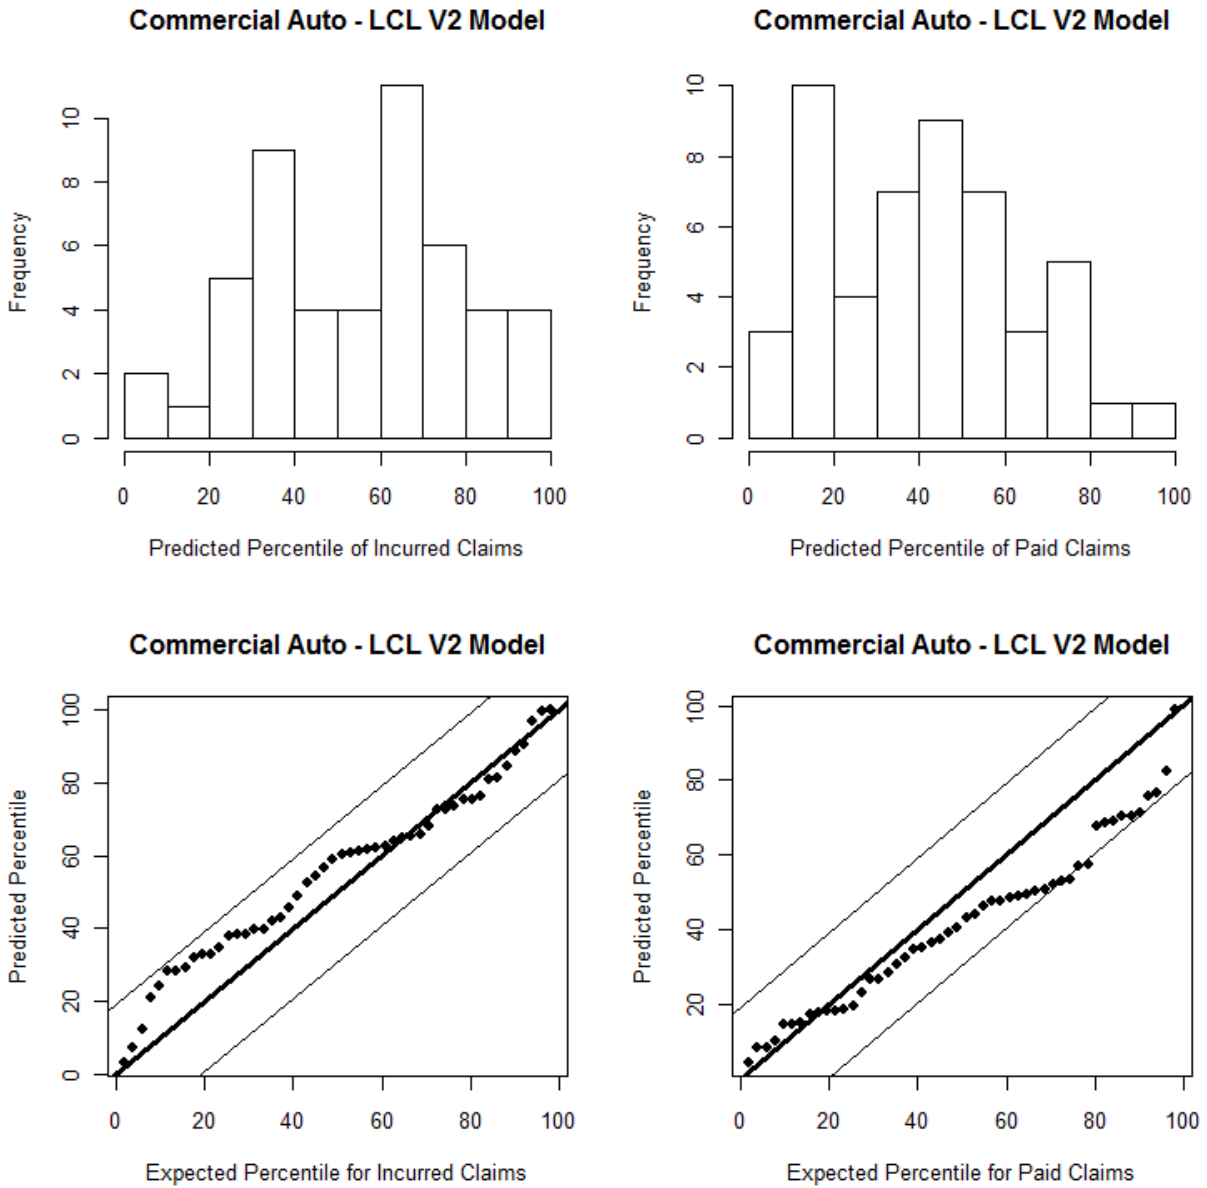 Commercial Auto - LCL V2 Model
Frequency
0 2 4 6 8 10
0 20 40 60 80 100
Predicted Percentile of Incurred Claims
Commercial Auto - LCL V2 Model
Frequency
0 2 4 6 8 10
0 20 40 60 80 100
Predicted Percentile of Paid Claims
Commercial Auto - LCL V2 Model
Predicted Percentile
0 20 40 60 80 100
0 20 40 60 80 100
Expected Percentile for Incurred Claims
Commercial Auto - LCL V2 Model
Predicted Percentile
20 40 60 80 100
0 20 40 60 80 100
Expected Percentile for Paid Claims